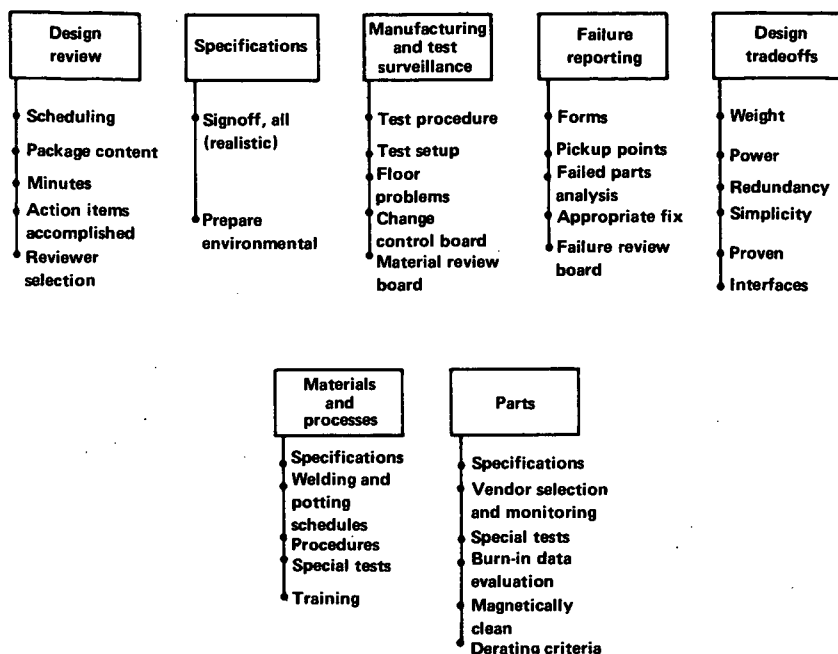 Design
review
Scheduling
Package content
Minutes
Action items
accomplished
Reviewer
selection
Specifications
Signoff, all
(realistic)
Prepare
environmental
Manufacturing
and test
surveillance
Test procedure
Test setup
Floor
problems
Change
control board
Material review
board
Failure
reporting
Forms
Pickup points
Failed parts
analysis
Appropriate fix
Failure review
board
Design
tradeoffs
Weight
Power
Redundancy
Simplicity
Proven
Interfaces
Materials
and
processes
Specifications
Welding and
potting
schedules
Procedures
Special tests
Training
Parts
Specifications
Vendor selection
and monitoring
Special tests
Burn-in data
evaluation
Magnetically
clean
Derating criteria